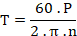 T = 60 . P / 2 . π . n